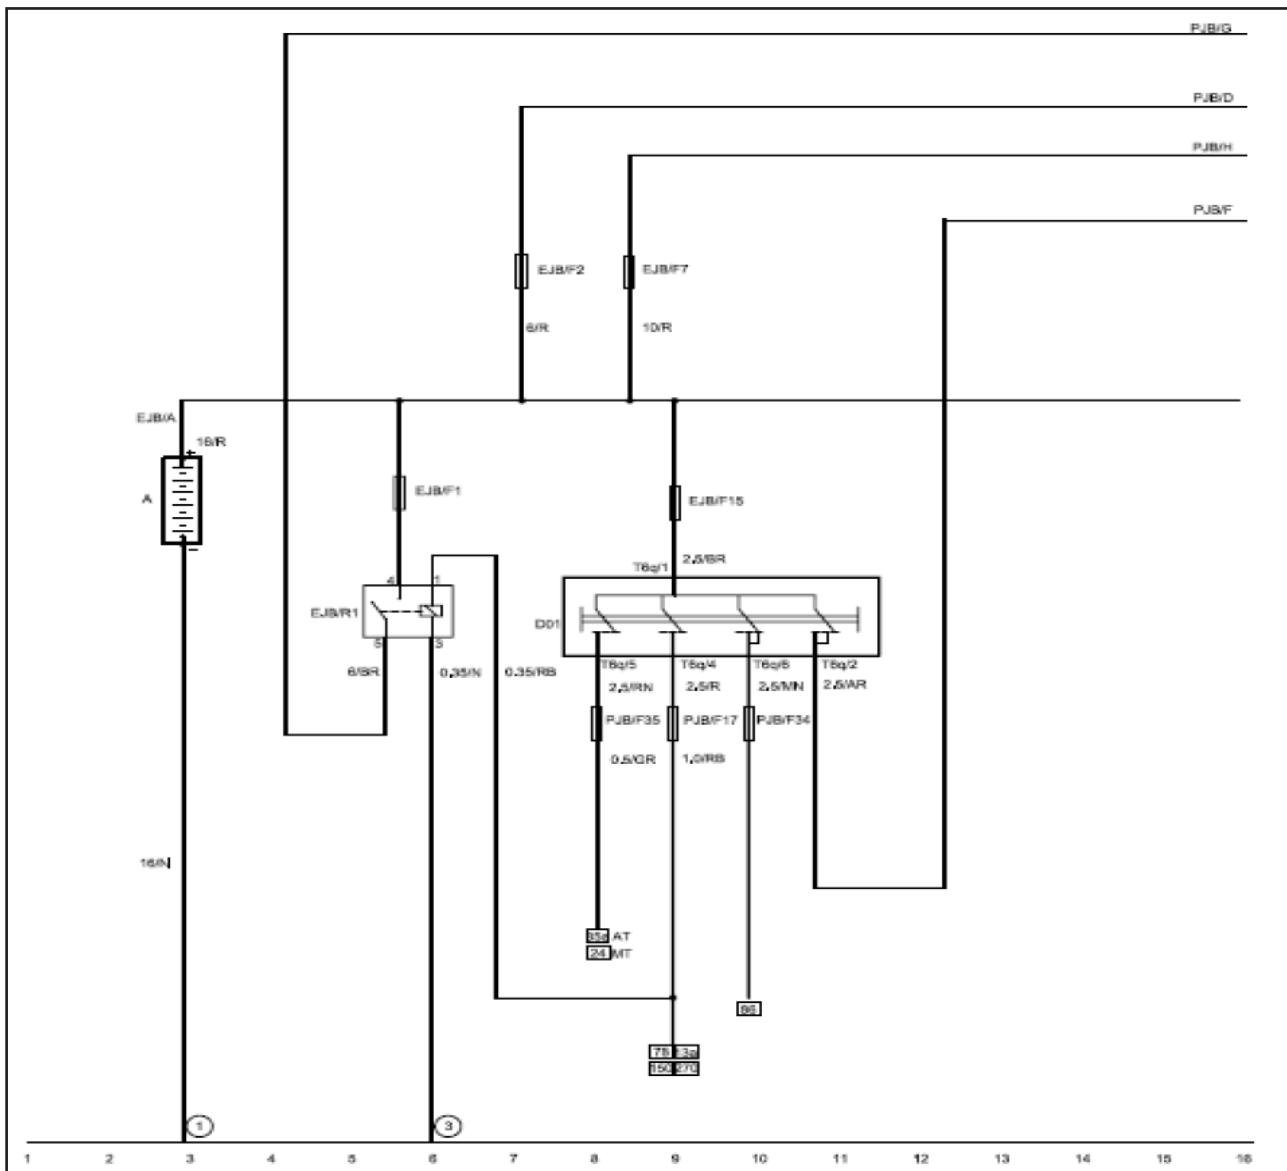 PJB/G
PJB/D
PJB/H
PJB/F
EJB/F2
EJB/F7
6/R
10/R
EJB/A
16/R
+
A
EJB/F1
EJB/F15
−
2,5/BR
T6q/1
4 1
EJB/R1
D01
5 3
T6q/5 T6q/4 T6q/6 T6q/2
6/BR 0,35/N 0,35/RB
2,5/RN 2,5/R 2,5/MN 2,5/AR
PJB/F35 PJB/F17 PJB/F34
0,5/GR 1,0/RB
16/N
AT
24 MT
86
78 13a
150 270
1 3
1 2 3 4 5 6 7 8 9 10 11 12 13 14 15 16